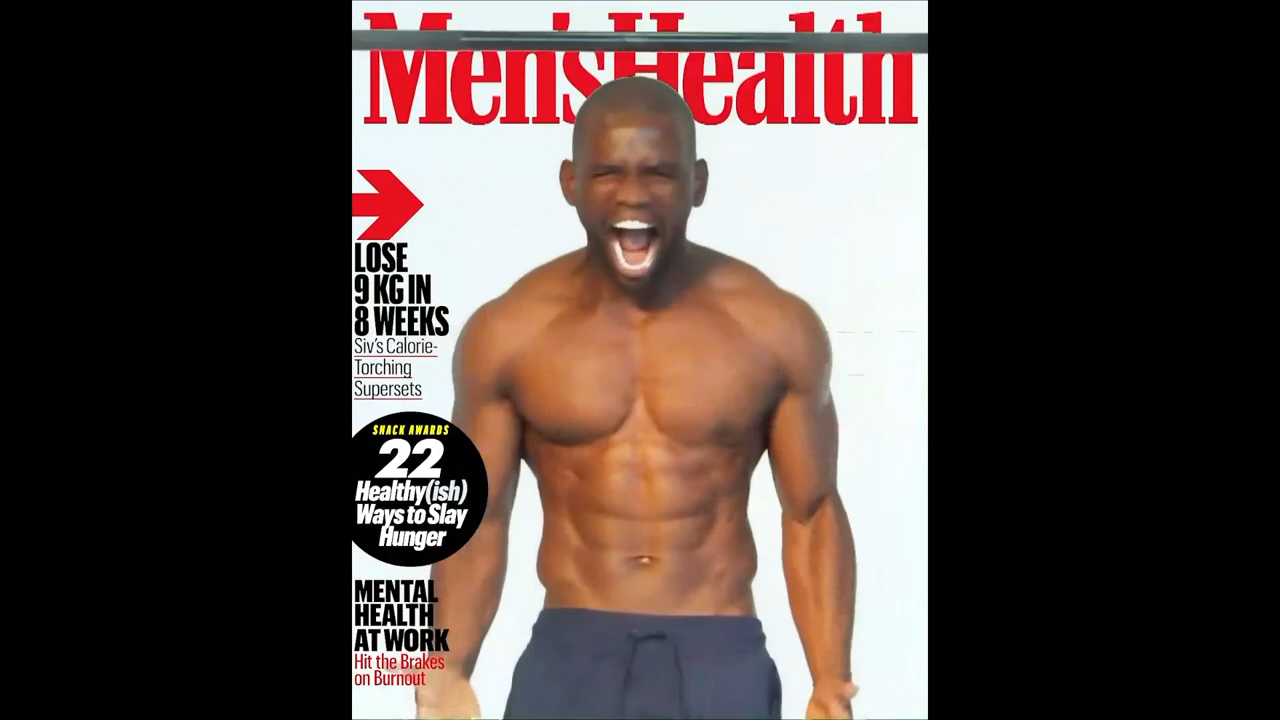 Men'sHealth
LOSE
9 KG IN
8 WEEKS
Siv's Calorie-
Torching
Supersets
SNACK AWARDS
22
Healthy(ish)
Ways to Slay
Hunger
MENTAL
HEALTH
AT WORK
Hit the Brakes
on Burnout